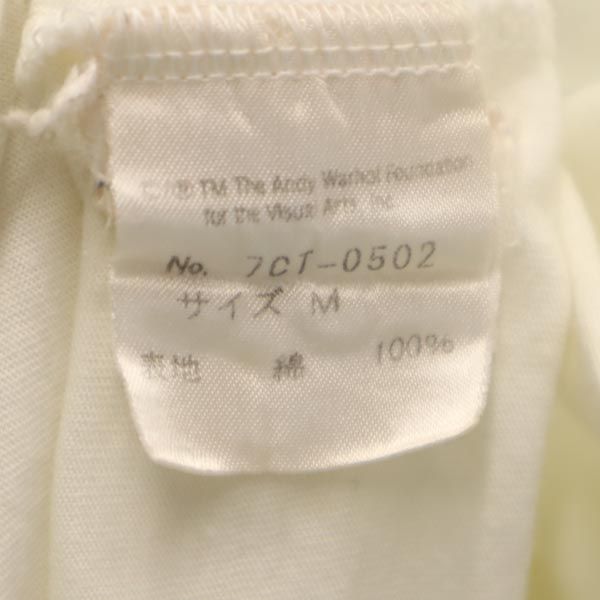 © / ® TM The Andy Warhol Foundation
for the Visual Arts, Inc.
No. 7CT-0502
サイズ M
表地 綿 100%